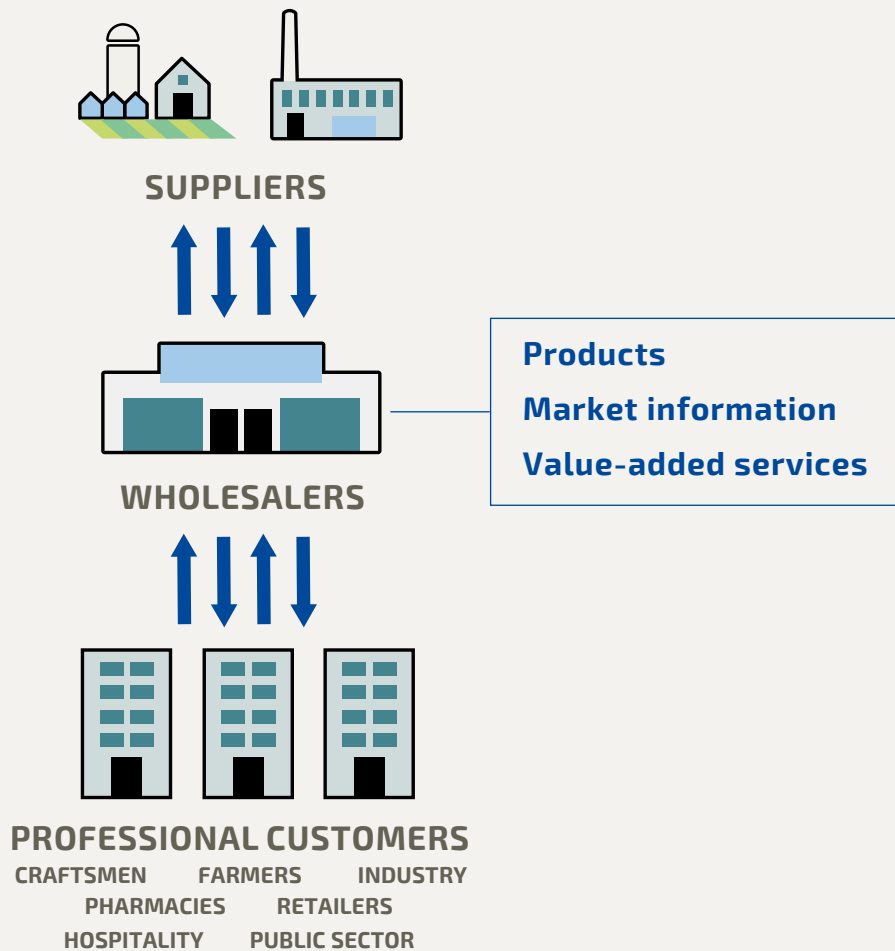 SUPPLIERS
Products
Market information
Value-added services
WHOLESALERS
PROFESSIONAL CUSTOMERS
CRAFTSMEN FARMERS INDUSTRY
PHARMACIES RETAILERS
HOSPITALITY PUBLIC SECTOR